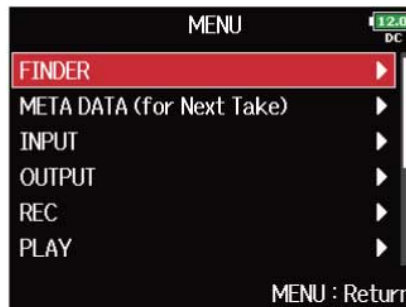 MENU
12.0
DC
FINDER
META DATA (for Next Take)
INPUT
OUTPUT
REC
PLAY
MENU : Return